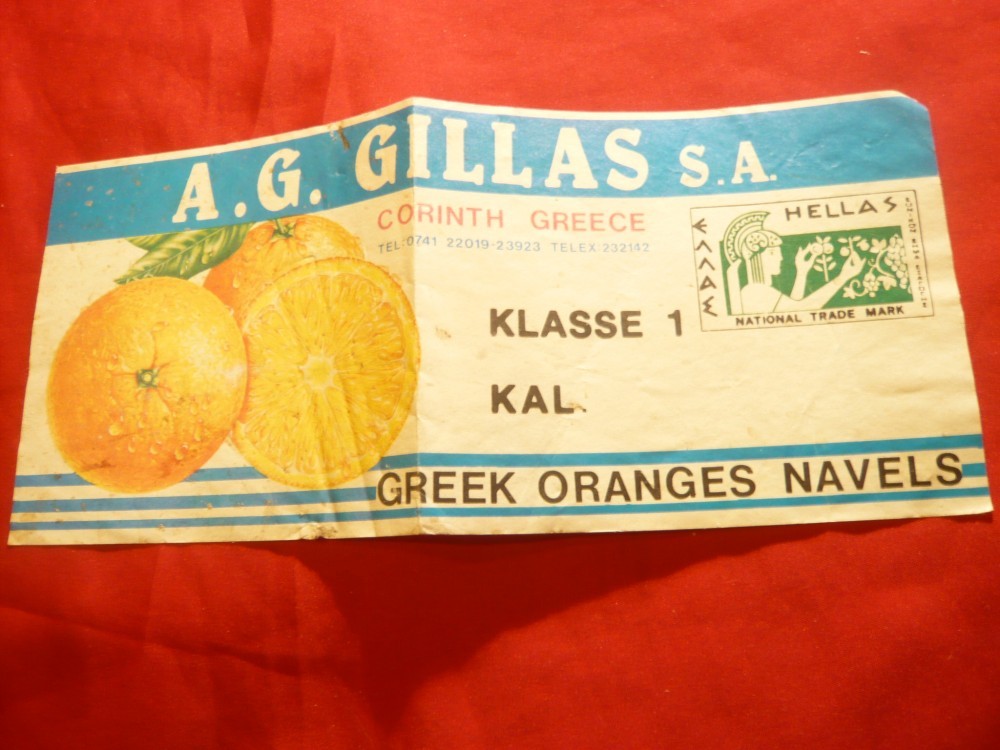 A.G. GILLAS S.A.
CORINTH GREECE
TEL:0741 22019-23923 TELEX:232142
ΕΛΛΑΣ
HELLAS
NATIONAL TRADE MARK
KLASSE 1
KAL.
GREEK ORANGES NAVELS